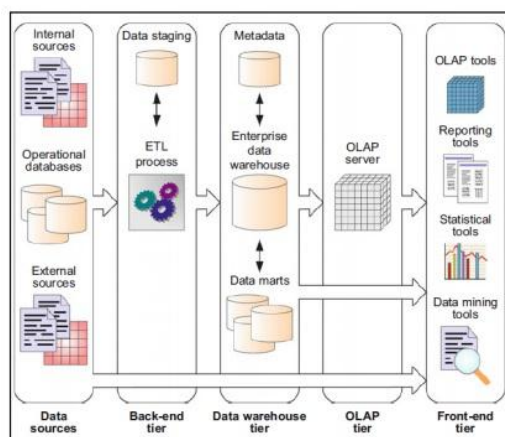 Internal
sources
Operational
databases
External
sources
Data
sources
Data staging
ETL
process
Back-end
tier
Metadata
Enterprise
data
warehouse
Data marts
Data warehouse
tier
OLAP
server
OLAP
tier
OLAP tools
Reporting
tools
Statistical
tools
Data mining
tools
Front-end
tier